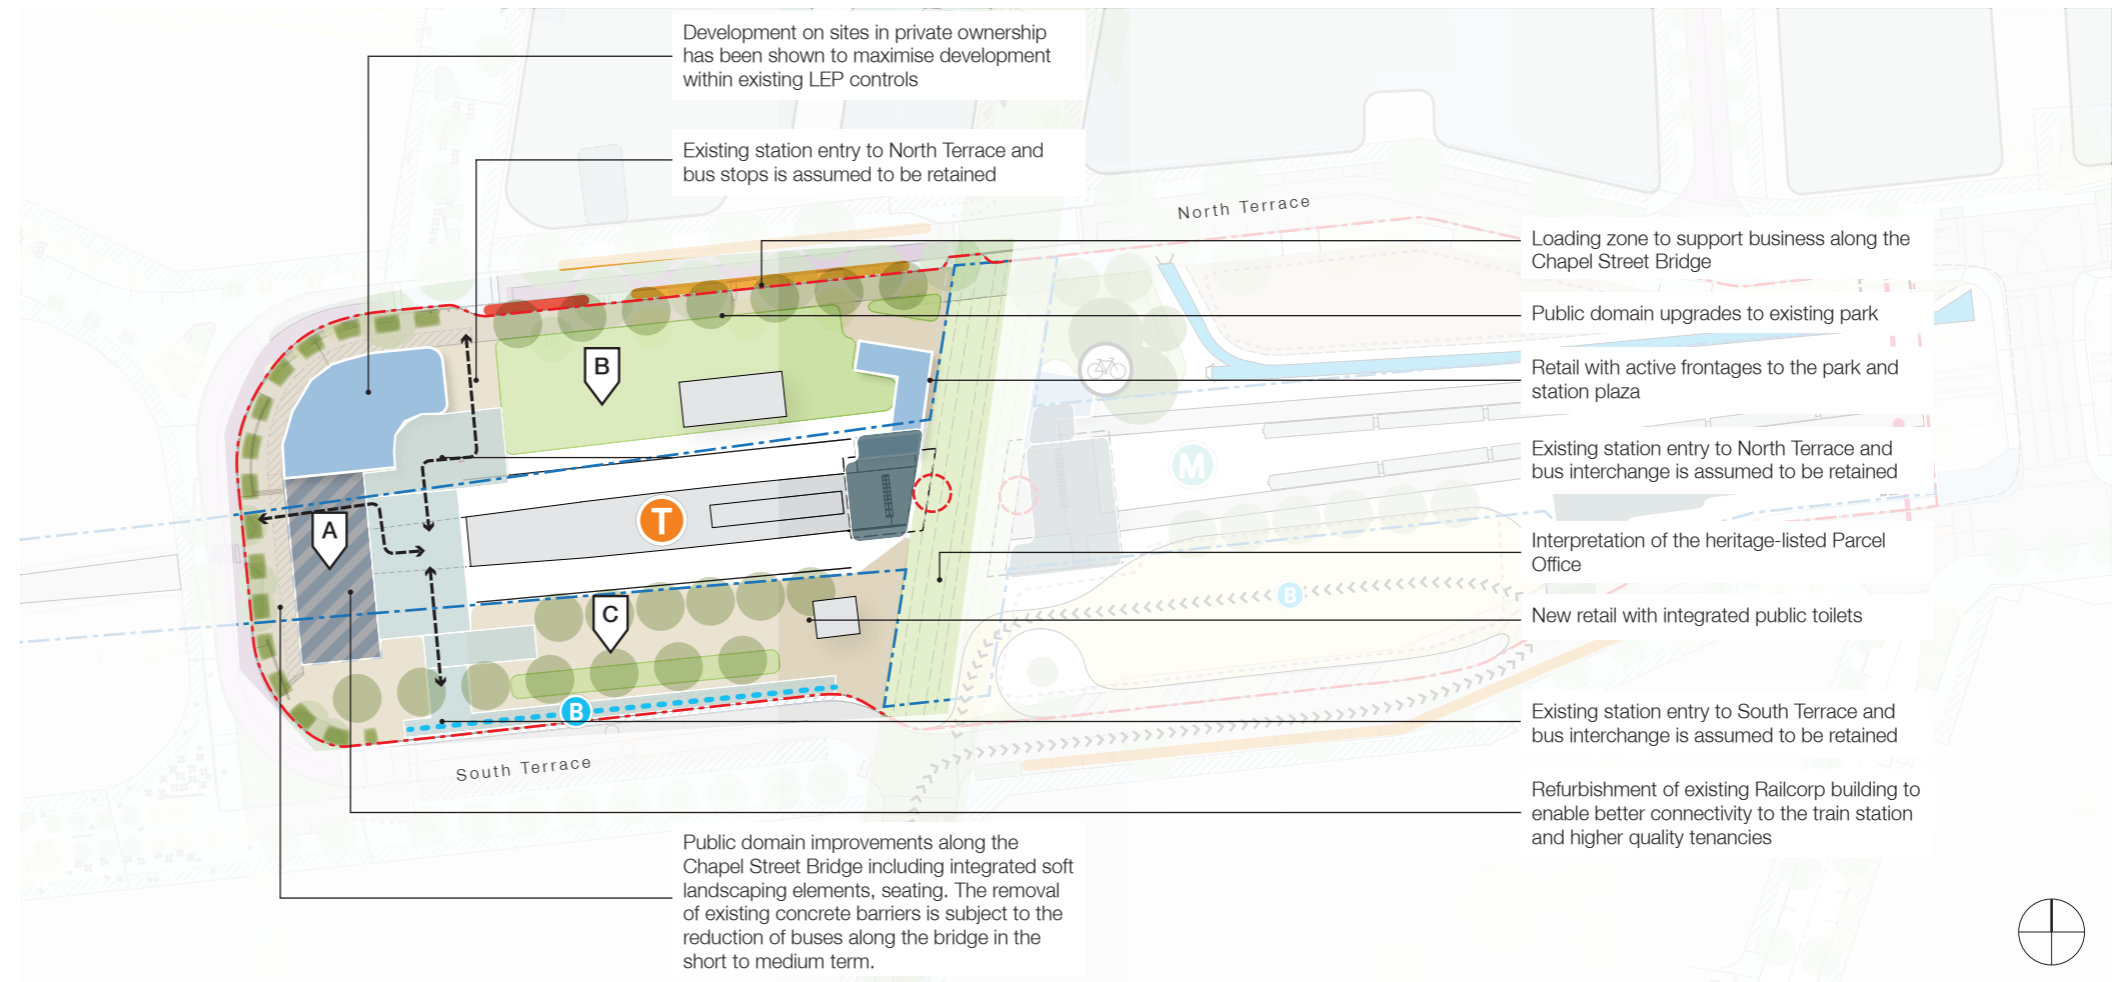 Development on sites in private ownership
has been shown to maximise development
within existing LEP controls
Existing station entry to North Terrace and
bus stops is assumed to be retained
North Terrace
Loading zone to support business along the
Chapel Street Bridge
Public domain upgrades to existing park
Retail with active frontages to the park and
station plaza
Existing station entry to North Terrace and
bus interchange is assumed to be retained
Interpretation of the heritage-listed Parcel
Office
New retail with integrated public toilets
Existing station entry to South Terrace and
bus interchange is assumed to be retained
Refurbishment of existing Railcorp building to
enable better connectivity to the train station
and higher quality tenancies
B
A
T
M
C
B
B
South Terrace
Public domain improvements along the
Chapel Street Bridge including integrated soft
landscaping elements, seating. The removal
of existing concrete barriers is subject to the
reduction of buses along the bridge in the
short to medium term.